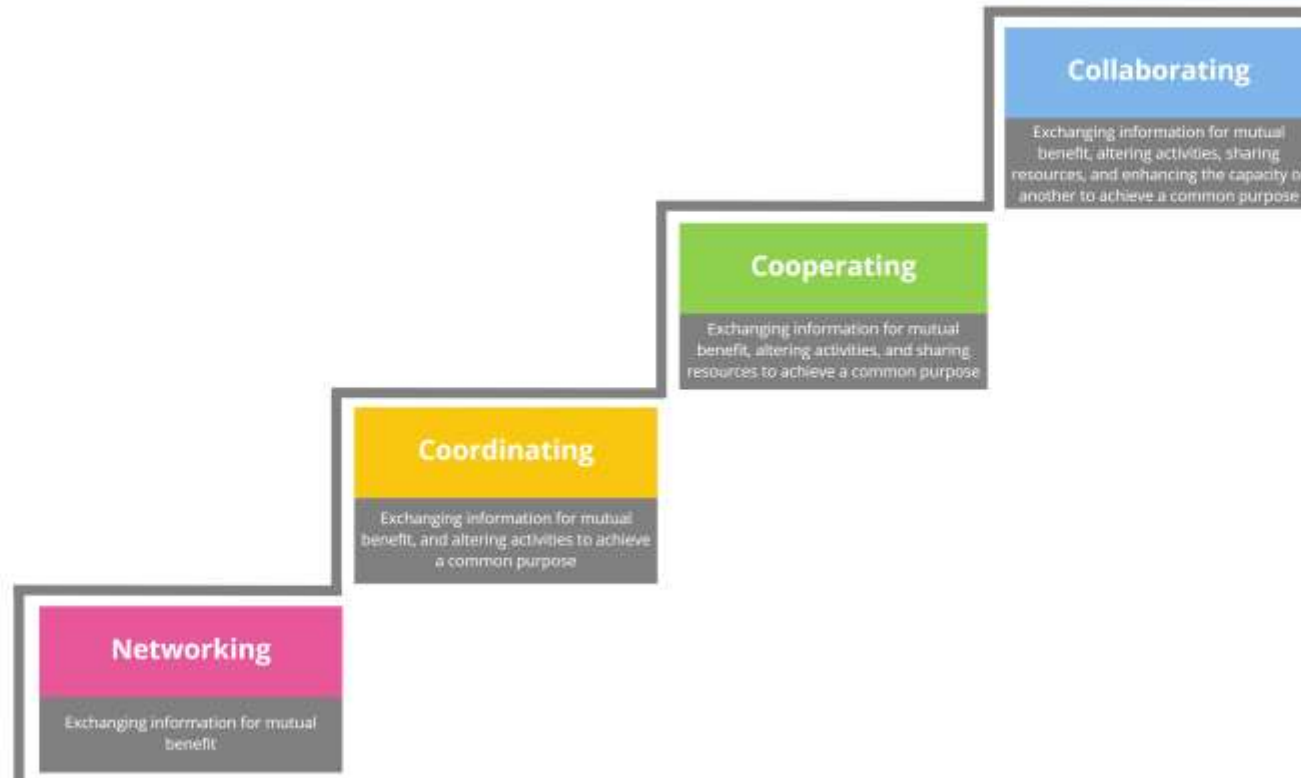 Collaborating
Exchanging information for mutual
benefit, altering activities, sharing
resources, and enhancing the capacity o
another to achieve a common purpose
Cooperating
Exchanging information for mutual
benefit, altering activities, and sharing
resources to achieve a common purpose
Coordinating
Exchanging information for mutual
benefit, and altering activities to achieve
a common purpose
Networking
Exchanging information for mutual
benefit